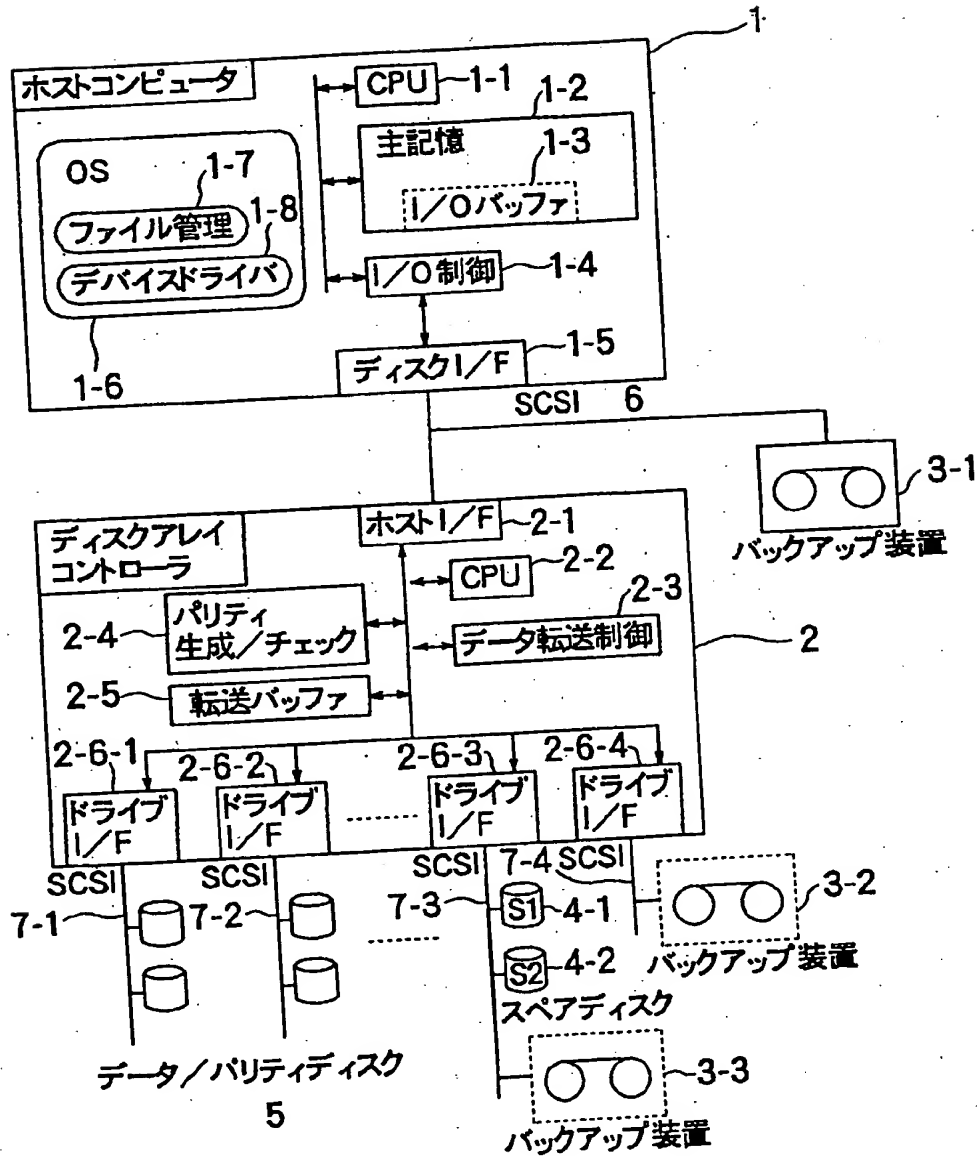 1
ホストコンピュータ
CPU
1-1
1-2
主記憶
1-3
I/Oバッファ
OS
1-7
ファイル管理
1-8
デバイスドライバ
I/O制御
1-4
1-6
ディスクI/F
1-5
SCSI 6
3-1
バックアップ装置
ディスクアレイ
コントローラ
ホストI/F
2-1
CPU
2-2
2-3
データ転送制御
2
2-4
パリティ
生成/チェック
2-5
転送バッファ
2-6-1
2-6-2
2-6-3
2-6-4
ドライブ
I/F
ドライブ
I/F
ドライブ
I/F
ドライブ
I/F
SCSI
SCSI
SCSI
7-4
SCSI
7-1
7-2
7-3
S1
4-1
3-2
バックアップ装置
S2
4-2
スペアディスク
データ/パリティディスク
5
3-3
バックアップ装置